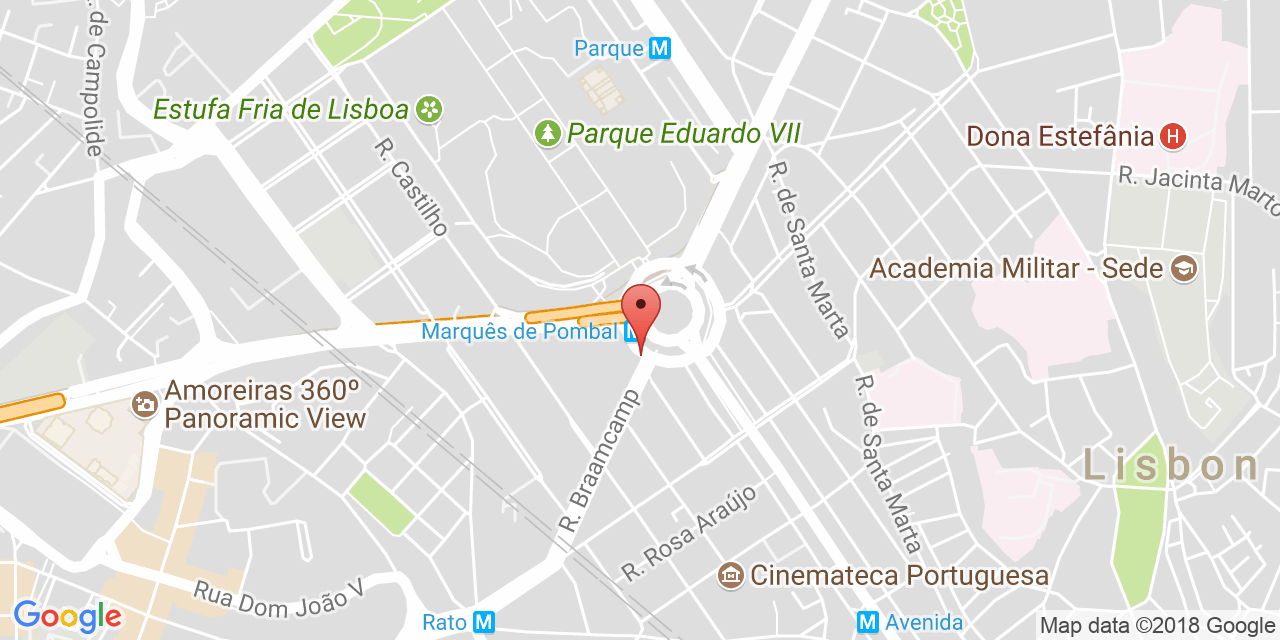 . de Campolide
Parque M
Estufa Fria de Lisboa
Parque Eduardo VII
Dona Estefânia H
R. Castilho
R. de Santa Marta
R. Jacinta Marto
Academia Militar - Sede
Marquês de Pombal
Amoreiras 360º
Panoramic View
R. Braamcamp
R. de Santa Marta
Lisbon
R. Rosa Araújo
Cinemateca Portuguesa
Rua Dom João V
Google
Rato M
M Avenida
Map data ©2018 Google